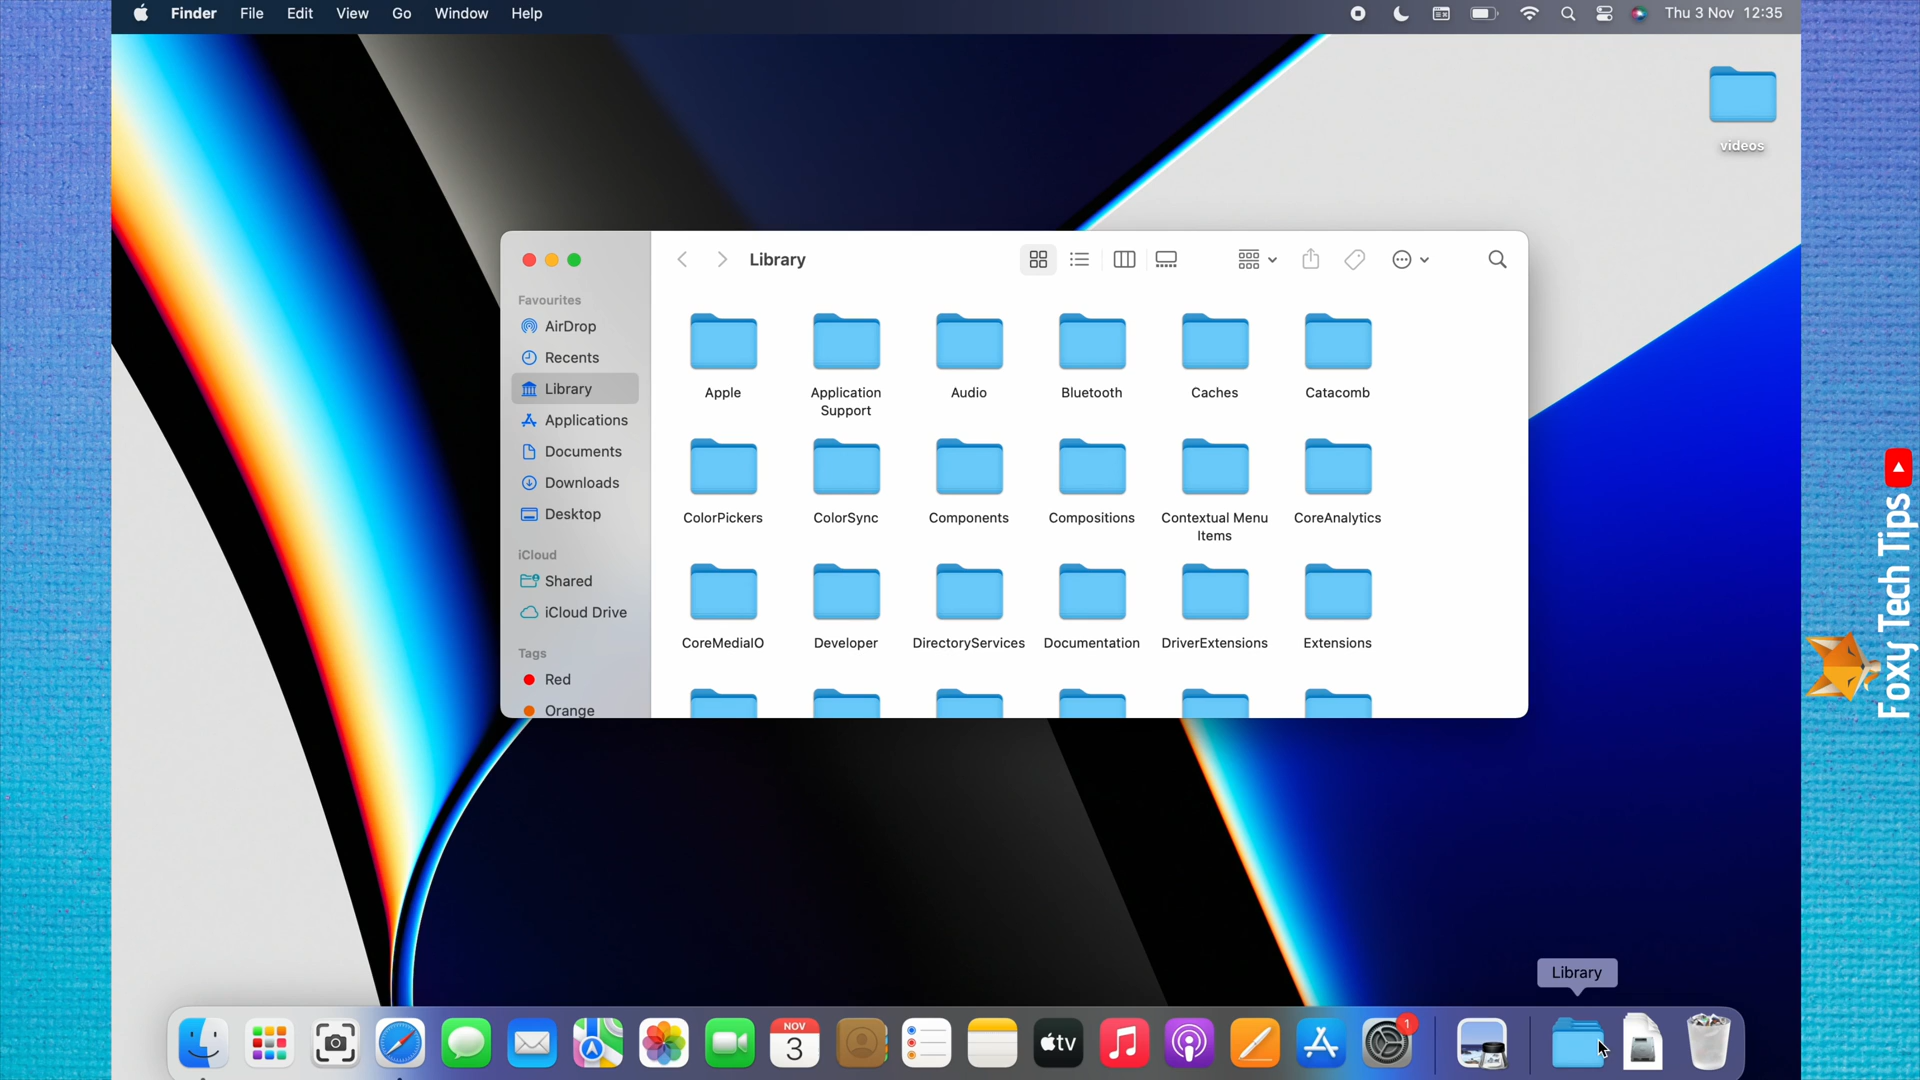 Finder File Edit View Go Window Help
Thu 3 Nov 12:35
videos
Library
Favourites
AirDrop
Recents
Library
Applications
Documents
Downloads
Desktop
iCloud
Shared
iCloud Drive
Tags
Red
Orange
Apple
Application
Support
Audio
Bluetooth
Caches
Catacomb
ColorPickers
ColorSync
Components
Compositions
Contextual Menu
Items
CoreAnalytics
CoreMediaIO
Developer
DirectoryServices
Documentation
DriverExtensions
Extensions
Library
NOV
3
tv
1
Foxy Tech Tips